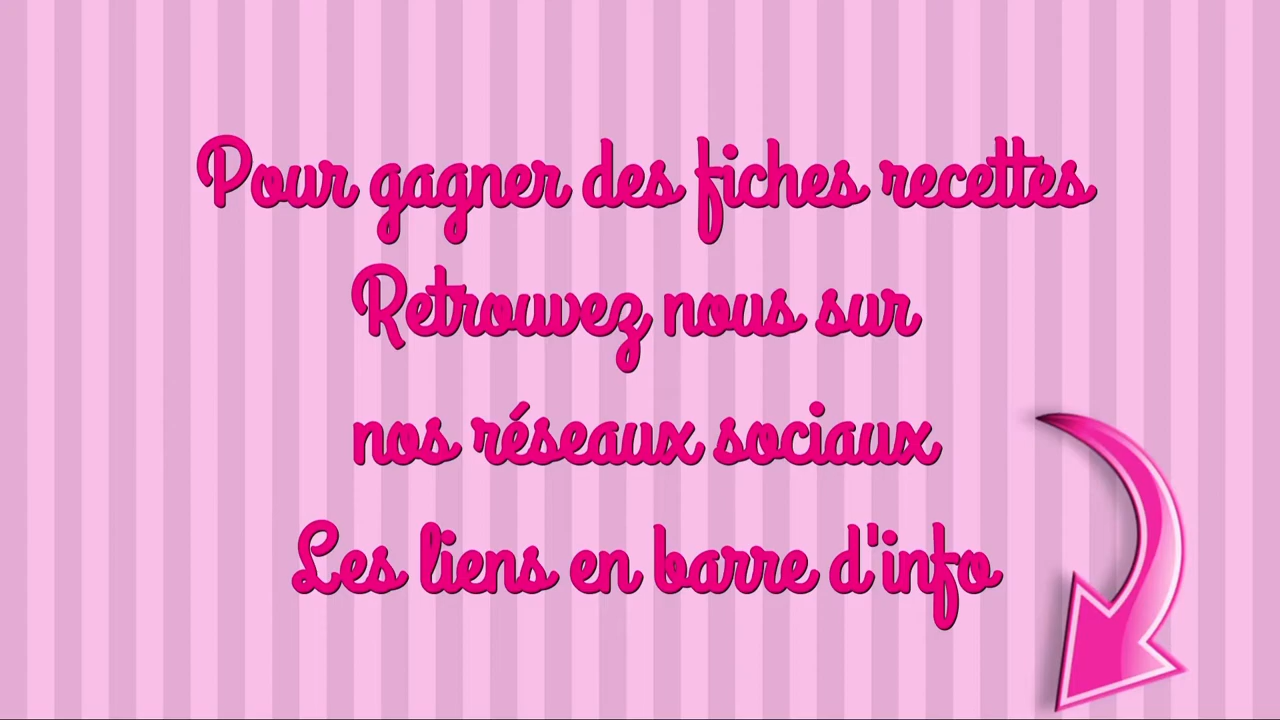 Pour gagner des fiches recettes
Retrouvez nous sur
nos réseaux sociaux
Les liens en barre d'info